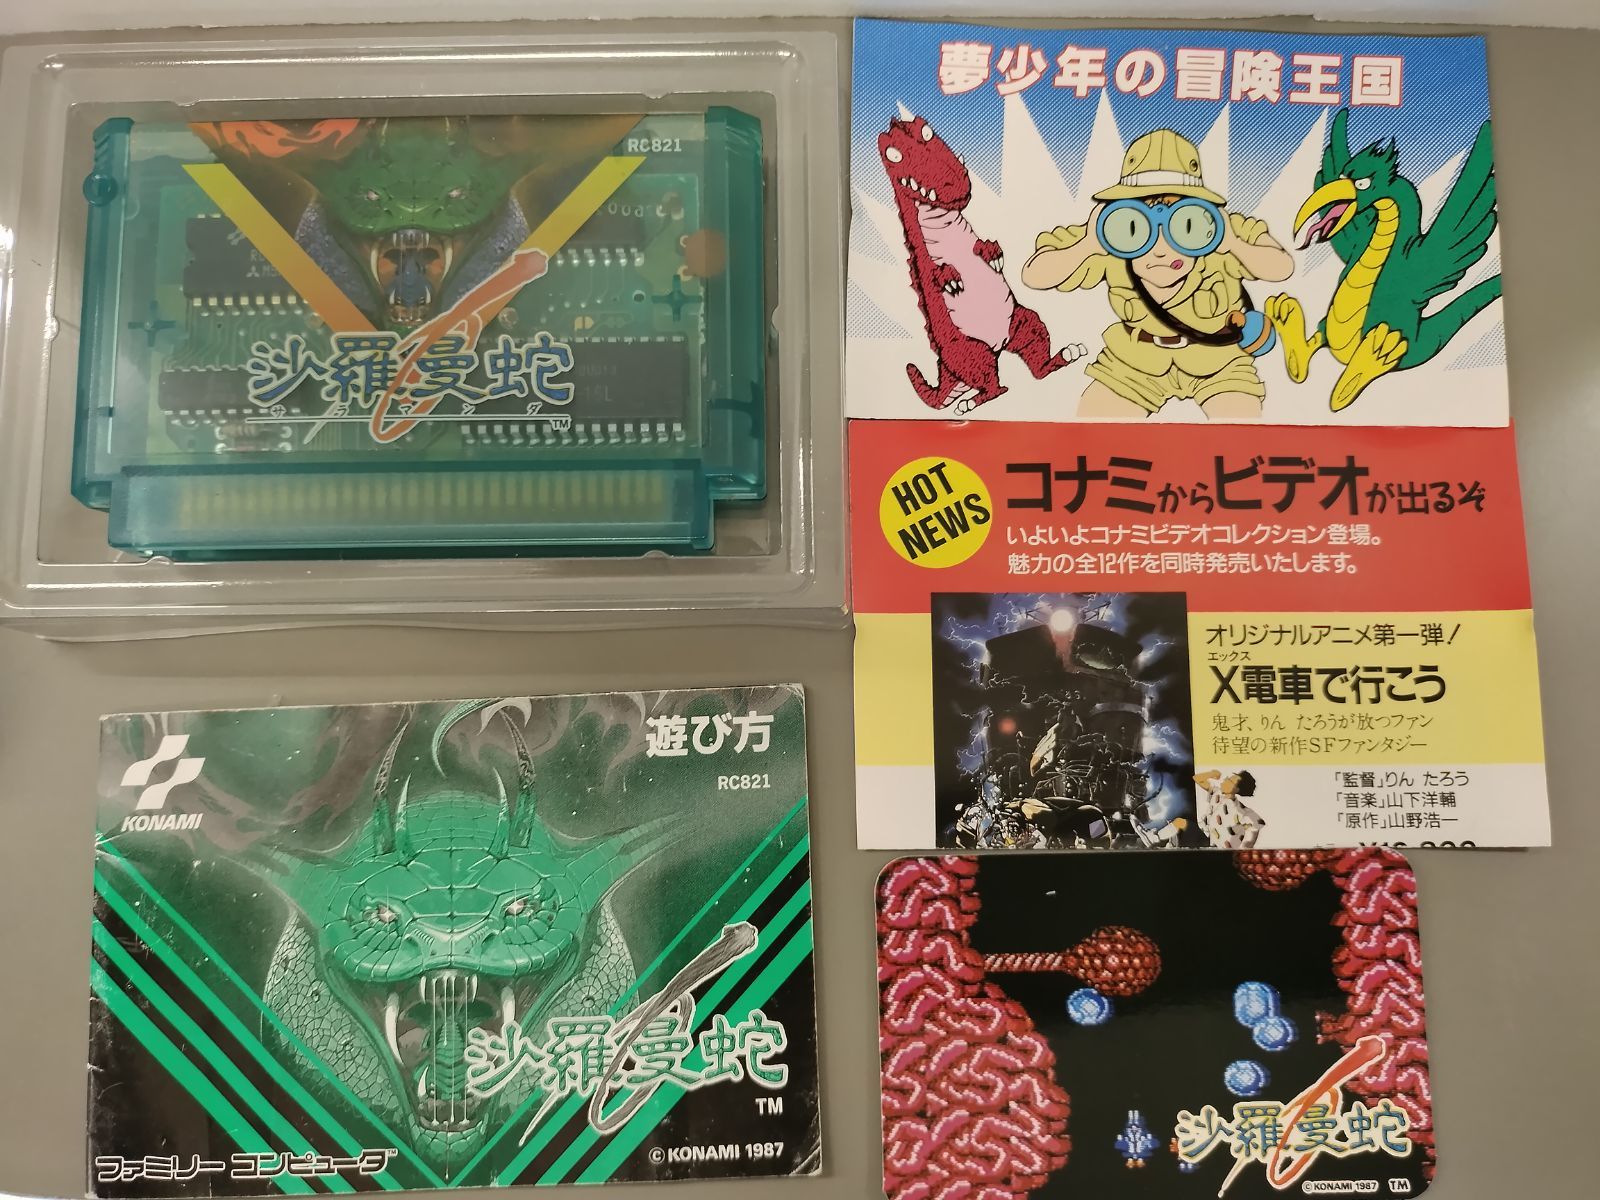 RC821
沙羅曼蛇
サラマンダ
TM
夢少年の冒険王国
HOT
NEWS
コナミからビデオが出るぞ
いよいよコナミビデオコレクション登場。
魅力の全12作を同時発売いたします。
オリジナルアニメ第一弾!
エックス
X電車で行こう
鬼才、りん たろうが放つファン
待望の新作SFファンタジー
「監督」りん たろう
「音楽」山下洋輔
「原作」山野浩一
遊び方
RC821
KONAMI
沙羅曼蛇
TM
© KONAMI 1987
ファミリー コンピュータ
TM
沙羅曼蛇
© KONAMI 1987 TM